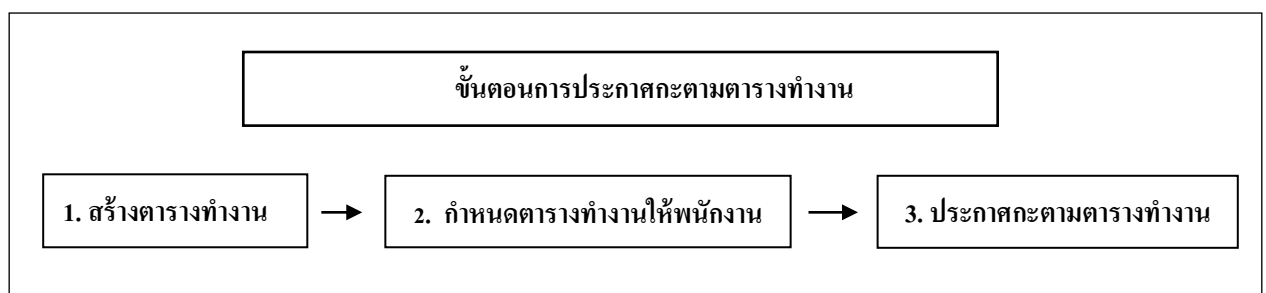 ขั้นตอนการประกาศกะตามตารางทำงาน
1. สร้างตารางทำงาน
2. กำหนดตารางทำงานให้พนักงาน
3. ประกาศกะตามตารางทำงาน